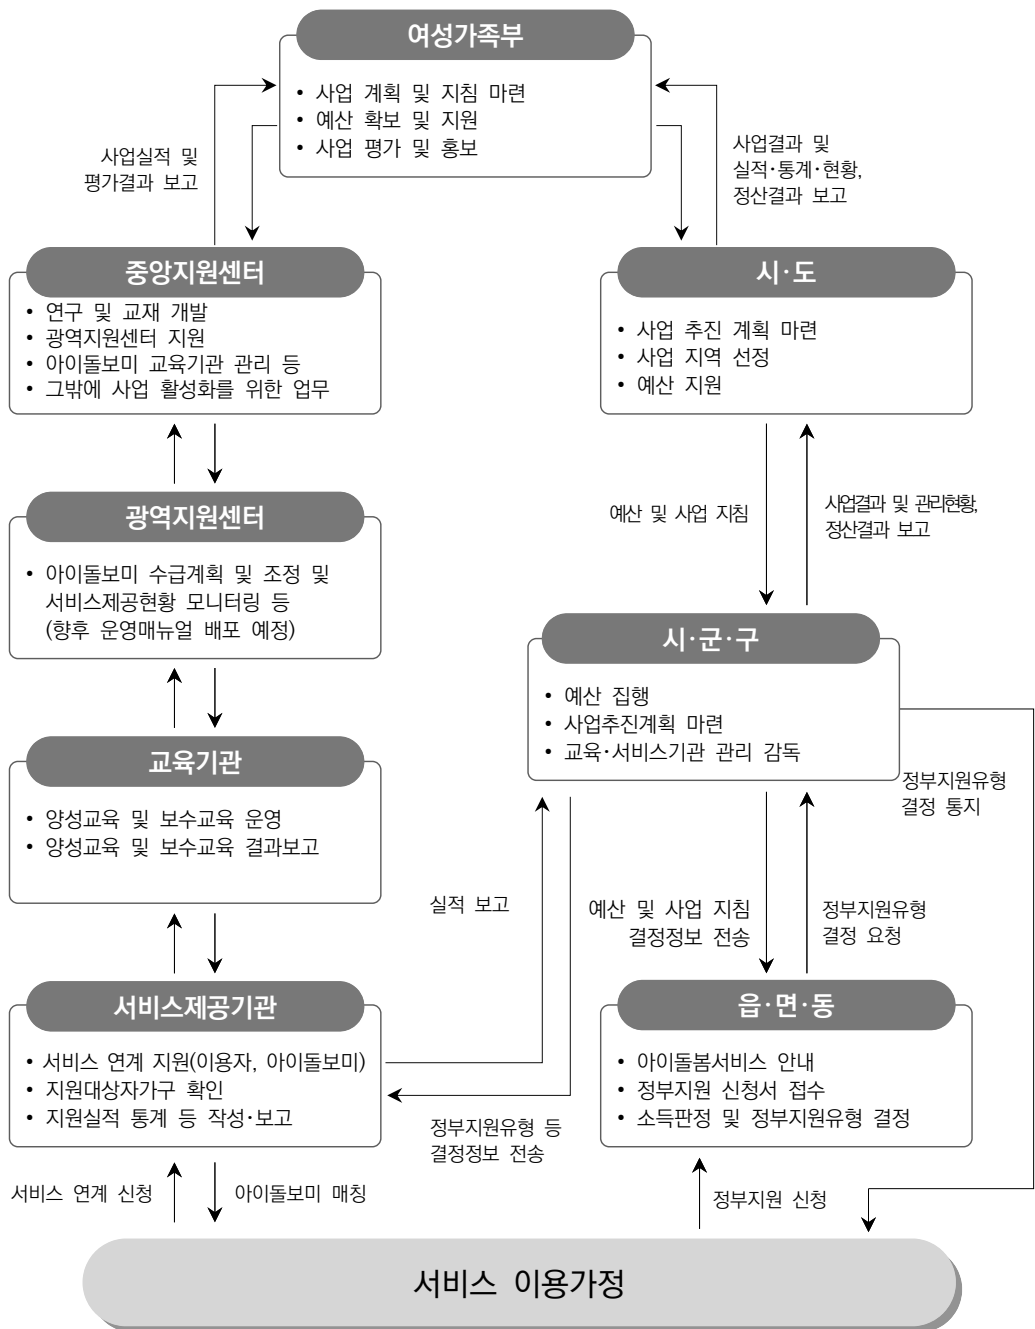 여성가족부
• 사업 계획 및 지침 마련
• 예산 확보 및 지원
• 사업 평가 및 홍보
사업실적 및
평가결과 보고
사업결과 및
실적·통계·현황,
정산결과 보고
중앙지원센터
• 연구 및 교재 개발
• 광역지원센터 지원
• 아이돌보미 교육기관 관리 등
• 그밖에 사업 활성화를 위한 업무
시·도
• 사업 추진 계획 마련
• 사업 지역 선정
• 예산 지원
광역지원센터
• 아이돌보미 수급계획 및 조정 및
서비스제공현황 모니터링 등
(향후 운영매뉴얼 배포 예정)
예산 및 사업 지침
사업결과 및 관리현황,
정산결과 보고
시·군·구
• 예산 집행
• 사업추진계획 마련
• 교육·서비스기관 관리 감독
교육기관
• 양성교육 및 보수교육 운영
• 양성교육 및 보수교육 결과보고
정부지원유형
결정 통지
실적 보고
예산 및 사업 지침
결정정보 전송
정부지원유형
결정 요청
서비스제공기관
• 서비스 연계 지원(이용자, 아이돌보미)
• 지원대상자가구 확인
• 지원실적 통계 등 작성·보고
읍·면·동
• 아이돌봄서비스 안내
• 정부지원 신청서 접수
• 소득판정 및 정부지원유형 결정
정부지원유형 등
결정정보 전송
서비스 연계 신청
아이돌보미 매칭
정부지원 신청
서비스 이용가정